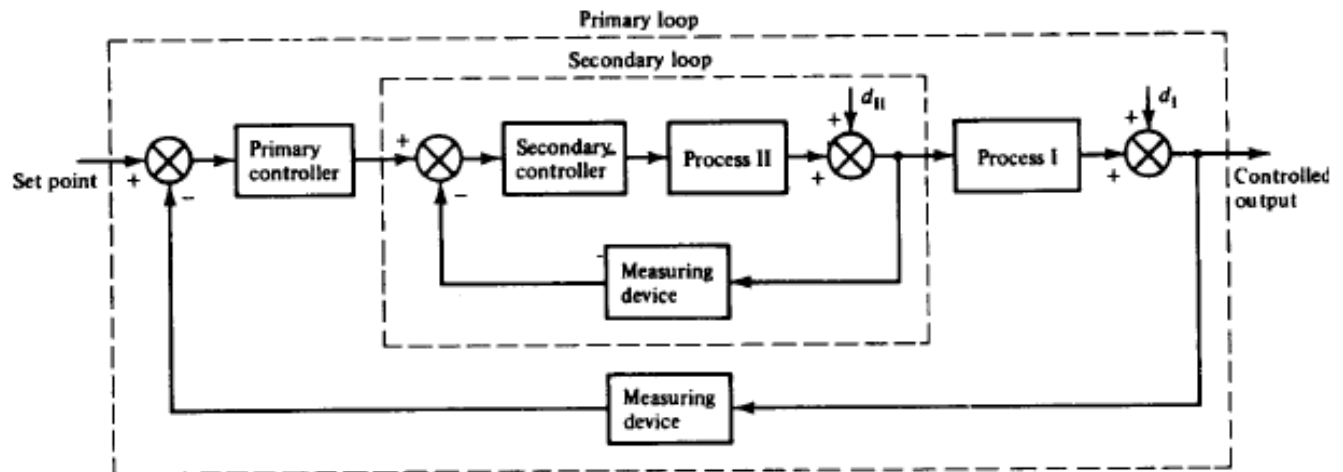 Primary loop
Secondary loop
d_II
d_I
+
+
Primary
controller
+
Secondary
controller
Process II
Process I
Set point
+
+
+
Controlled
output
−
−
Measuring
device
Measuring
device